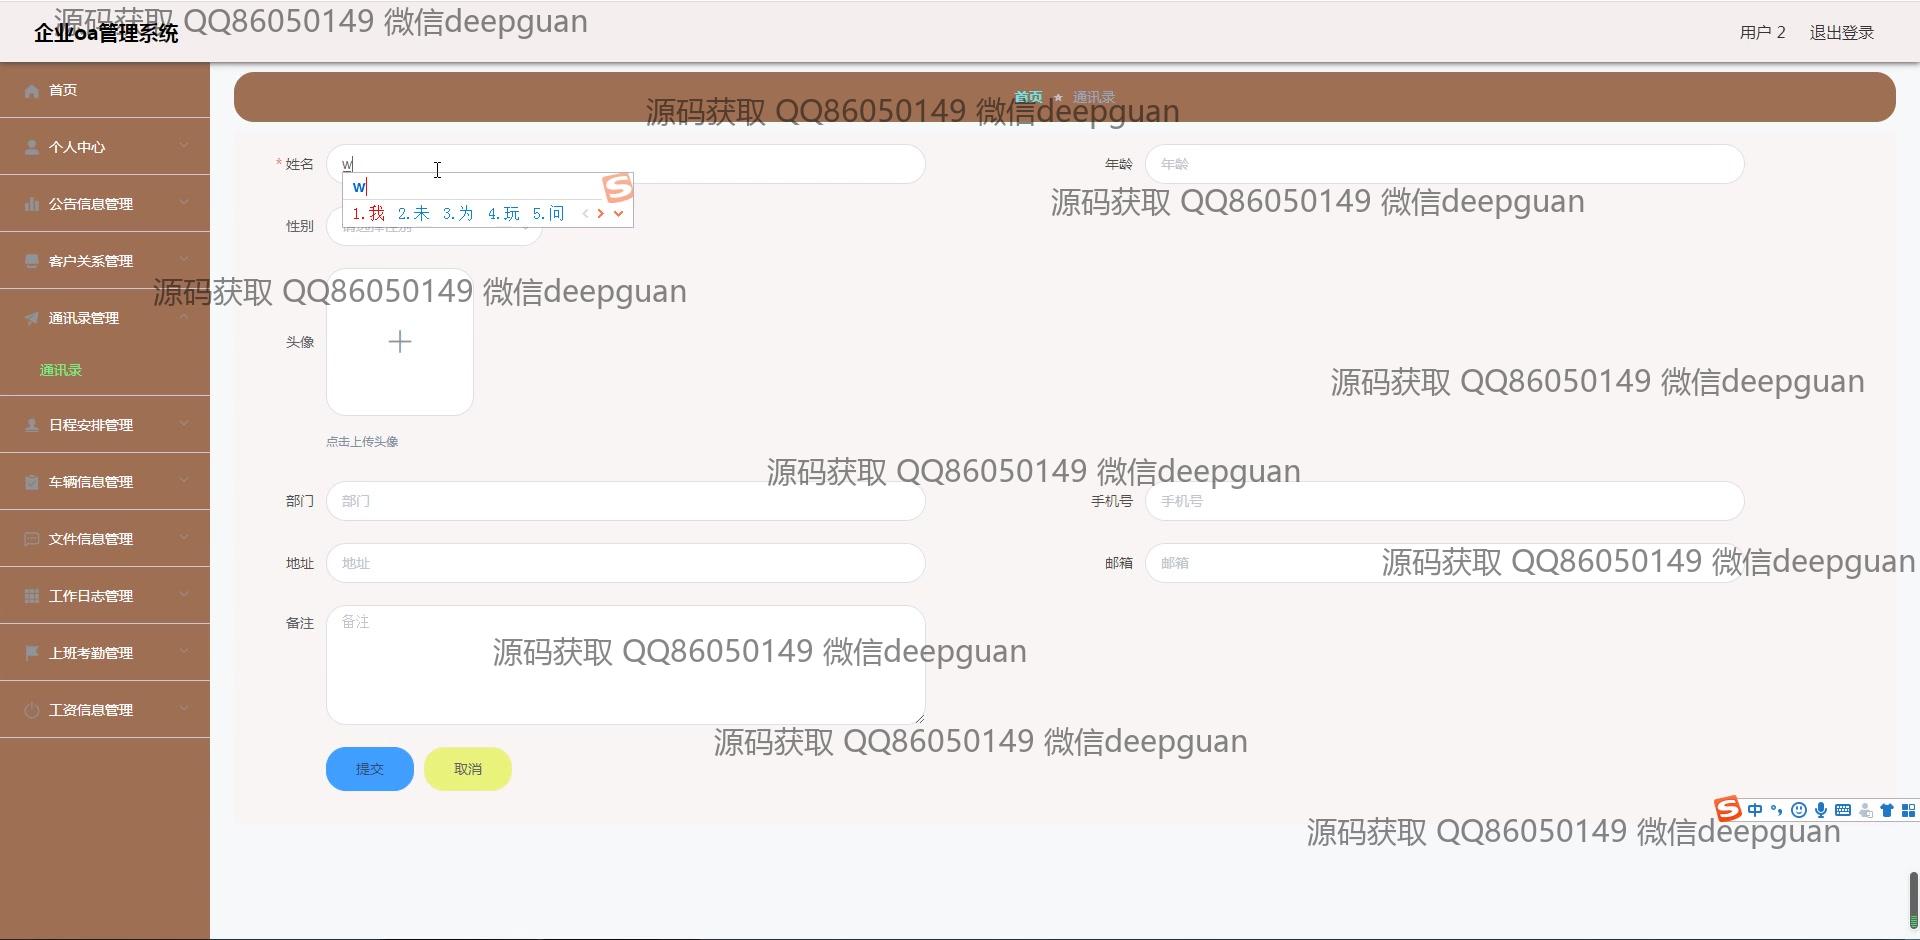 企业oa管理系统
源码获取 QQ86050149 微信deepguan
用户 2
退出登录
首页
个人中心
公告信息管理
客户关系管理
通讯录管理
通讯录
日程安排管理
车辆信息管理
文件信息管理
工作日志管理
上班考勤管理
工资信息管理
首页 ★ 通讯录
源码获取 QQ86050149 微信deepguan
* 姓名
w
w
1.我 2.未 3.为 4.玩 5.问
年龄
年龄
源码获取 QQ86050149 微信deepguan
性别
请选择性别
源码获取 QQ86050149 微信deepguan
头像
点击上传头像
源码获取 QQ86050149 微信deepguan
源码获取 QQ86050149 微信deepguan
部门
部门
手机号
手机号
地址
地址
邮箱
邮箱
源码获取 QQ86050149 微信deepguan
备注
备注
源码获取 QQ86050149 微信deepguan
源码获取 QQ86050149 微信deepguan
提交
取消
中
源码获取 QQ86050149 微信deepguan